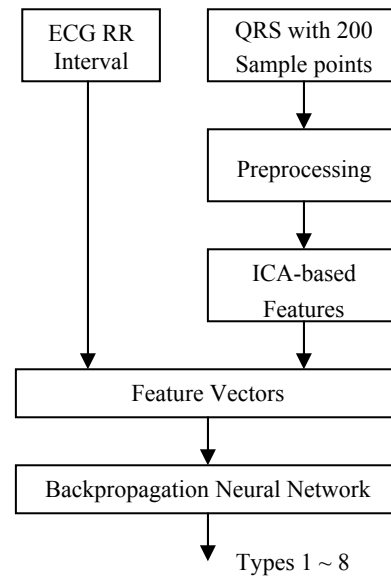 ECG RR
Interval
QRS with 200
Sample points
Preprocessing
ICA-based
Features
Feature Vectors
Backpropagation Neural Network
Types 1 ~ 8